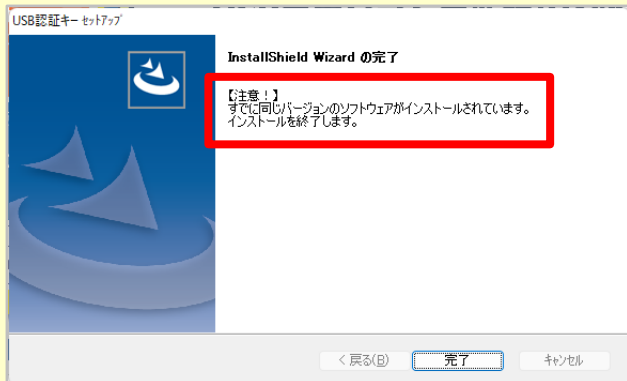 USB認証キー ｾｯﾄｱｯﾌﾟ
InstallShield Wizard の完了
【注意！】
すでに同じバージョンのソフトウェアがインストールされています。
インストールを終了します。
< 戻る(B)
完了
ｷｬﾝｾﾙ